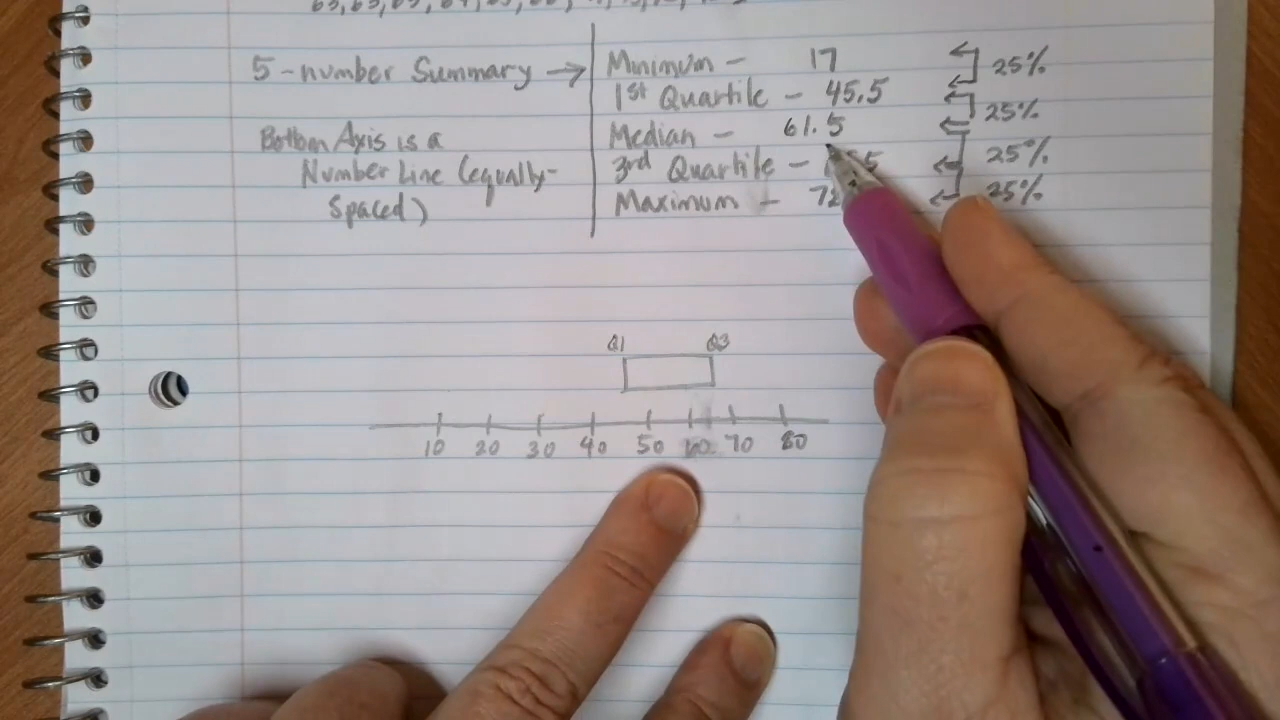 5-number Summary → Minimum - 17 25%
1st Quartile - 45.5 25%
Bottom Axis is a Median - 61.5
Number Line (equally- 3rd Quartile - 25%
Spaced) Maximum - 25%
Q1 Q3
10 20 30 40 50 60 70 80